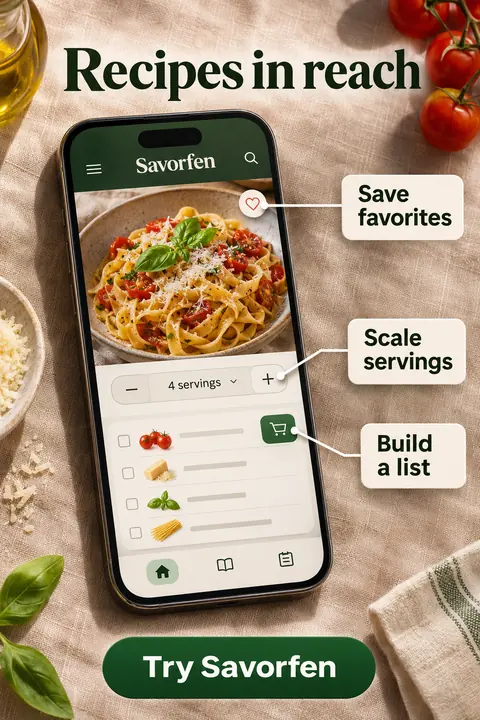 Recipes in reach
Savorfen
Save
favorites
4 servings
Scale
servings
Build
a list
Try Savorfen